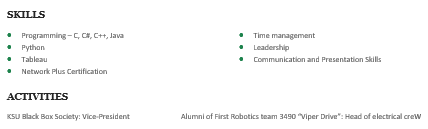 SKILLS
Programming – C, C#, C++, Java
Python
Tableau
Network Plus Certification
Time management
Leadership
Communication and Presentation Skills
ACTIVITIES
KSU Black Box Society: Vice-President
Alumni of First Robotics team 3490 "Viper Drive": Head of electrical creW